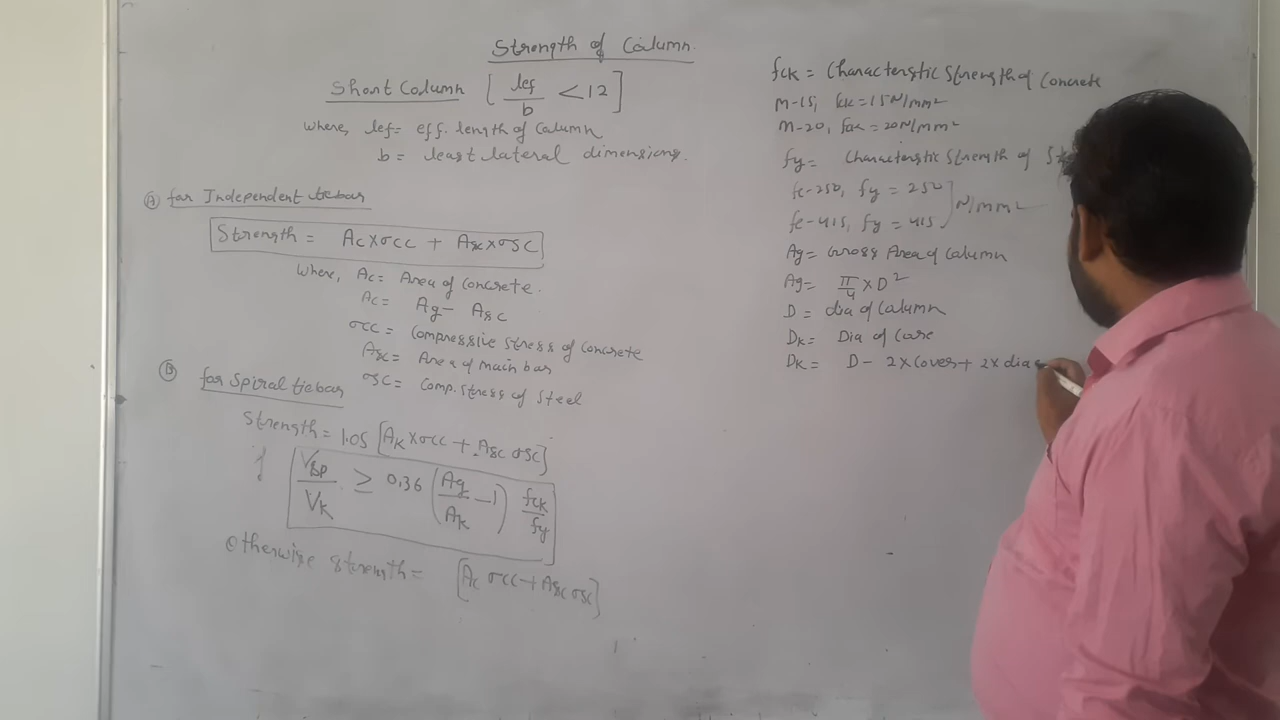 Strength of Column
Short Column [ lef / b < 12 ]
where, lef = eff. length of Column
b = least lateral dimensions.
(A) for Independent tiebar
Strength = Ac x σcc + Asc x σsc
where, Ac = Area of concrete.
Ac = Ag - Asc
σcc = Compressive stress of concrete
Asc = Area of main bar
σsc = Comp. stress of steel
(B) for Spiral tiebar
Strength = 1.05 [Ak x σcc + Asc σsc]
if Vsp / Vk ≥ 0.36 (Ag / Ak - 1) fck / fy
Otherwise strength = [Ac σcc + Asc σsc]
fck = Characteristic Strength of Concrete
M-15, fck = 15 N/mm²
M-20, fck = 20 N/mm²
fy = Characteristic Strength of
fe-250, fy = 250
fe-415, fy = 415 ] N/mm²
Ag = Gross Area of Column
Ag = π/4 x D²
D = dia of Column
Dk = Dia of Core
Dk = D - 2 x Cover + 2 x dia